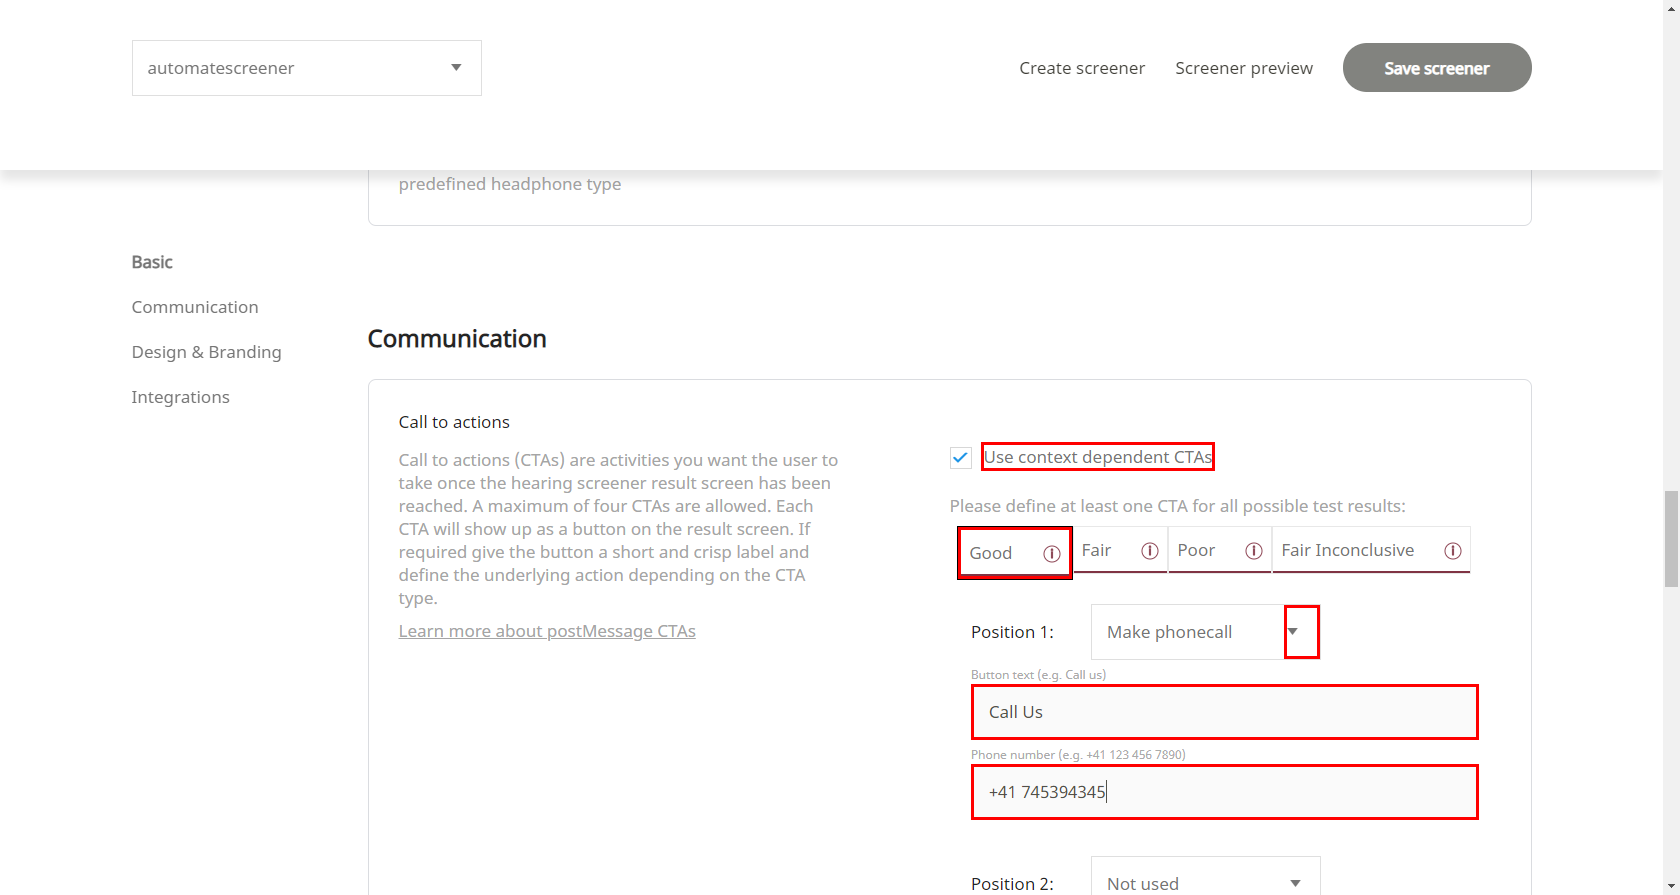 automatescreener
Create screener
Screener preview
Save screener
predefined headphone type
Basic
Communication
Design & Branding
Integrations
Communication
Call to actions
Call to actions (CTAs) are activities you want the user to
take once the hearing screener result screen has been
reached. A maximum of four CTAs are allowed. Each
CTA will show up as a button on the result screen. If
required give the button a short and crisp label and
define the underlying action depending on the CTA
type.
Learn more about postMessage CTAs
Use context dependent CTAs
Please define at least one CTA for all possible test results:
Good
Fair
Poor
Fair Inconclusive
Position 1:
Make phonecall
Button text (e.g. Call us)
Call Us
Phone number (e.g. +41 123 456 7890)
+41 745394345
Position 2:
Not used